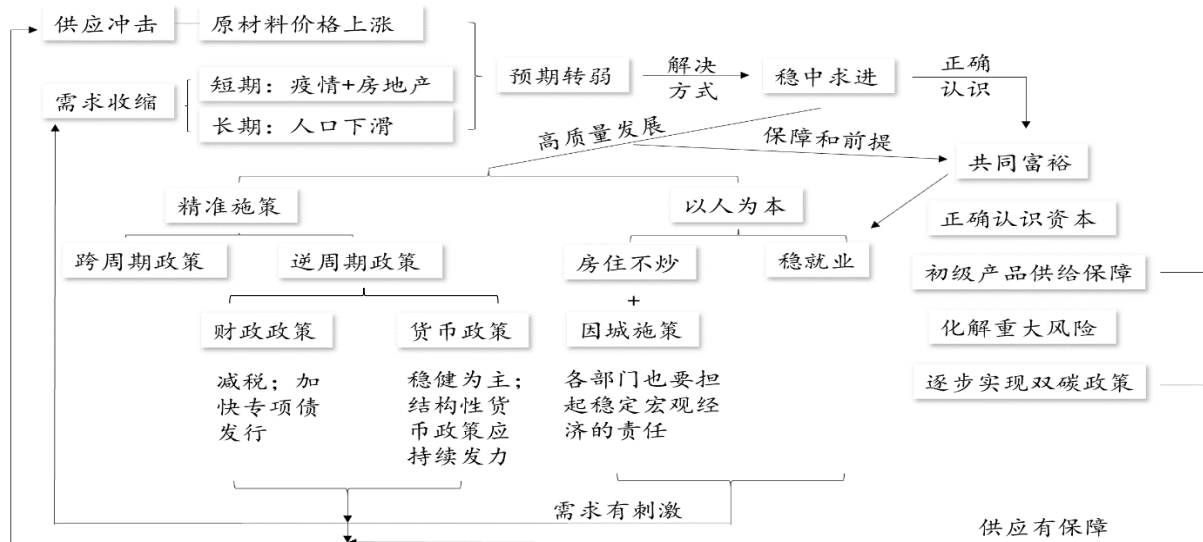 供应冲击
原材料价格上涨
需求收缩
短期：疫情+房地产
长期：人口下滑
预期转弱
解决
方式
稳中求进
正确
认识
高质量发展
保障和前提
共同富裕
精准施策
以人为本
正确认识资本
跨周期政策
逆周期政策
房住不炒
稳就业
初级产品供给保障
+
财政政策
货币政策
因城施策
化解重大风险
减税；加
快专项债
发行
稳健为主；
结构性货
币政策应
持续发力
各部门也要担
起稳定宏观经
济的责任
逐步实现双碳政策
需求有刺激
供应有保障